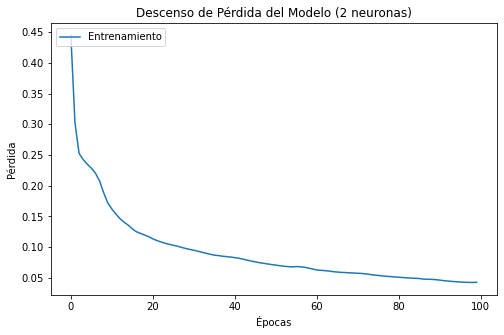 Descenso de Pérdida del Modelo (2 neuronas)
Entrenamiento
Pérdida
0.45
0.40
0.35
0.30
0.25
0.20
0.15
0.10
0.05
0 20 40 60 80 100
Épocas